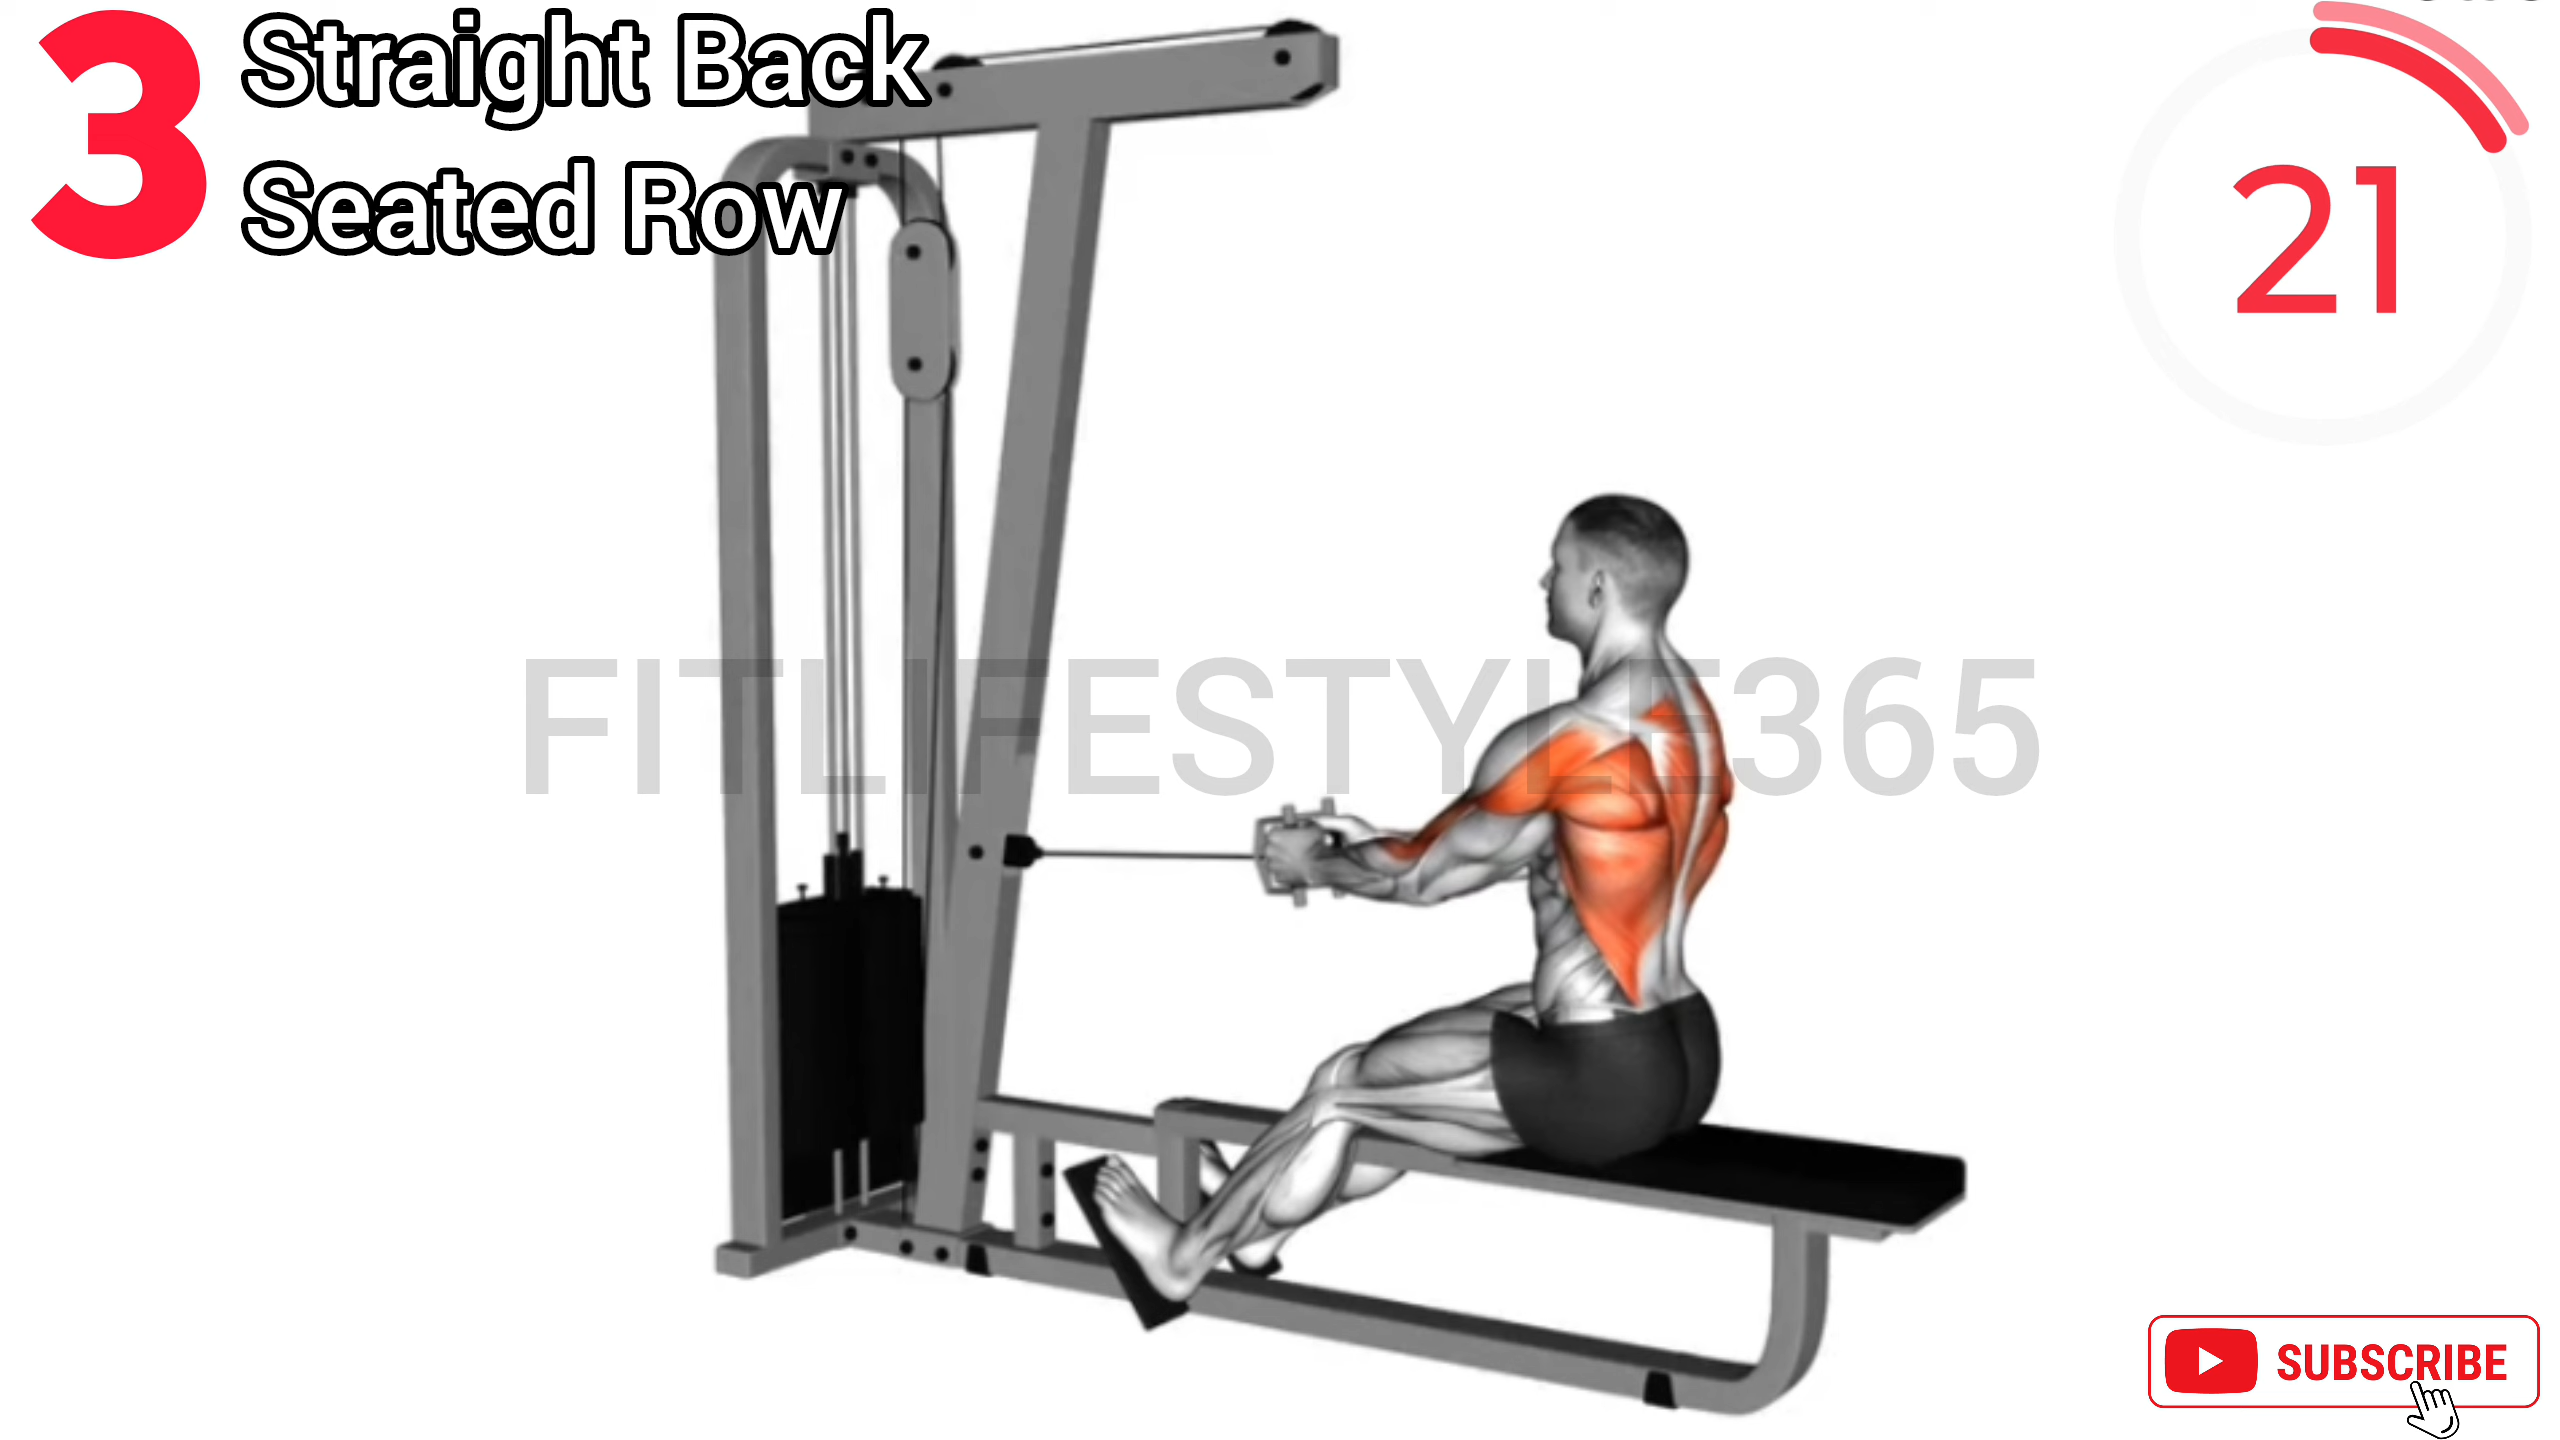 3
Straight Back
Seated Row
21
FITLIFESTYLE365
SUBSCRIBE